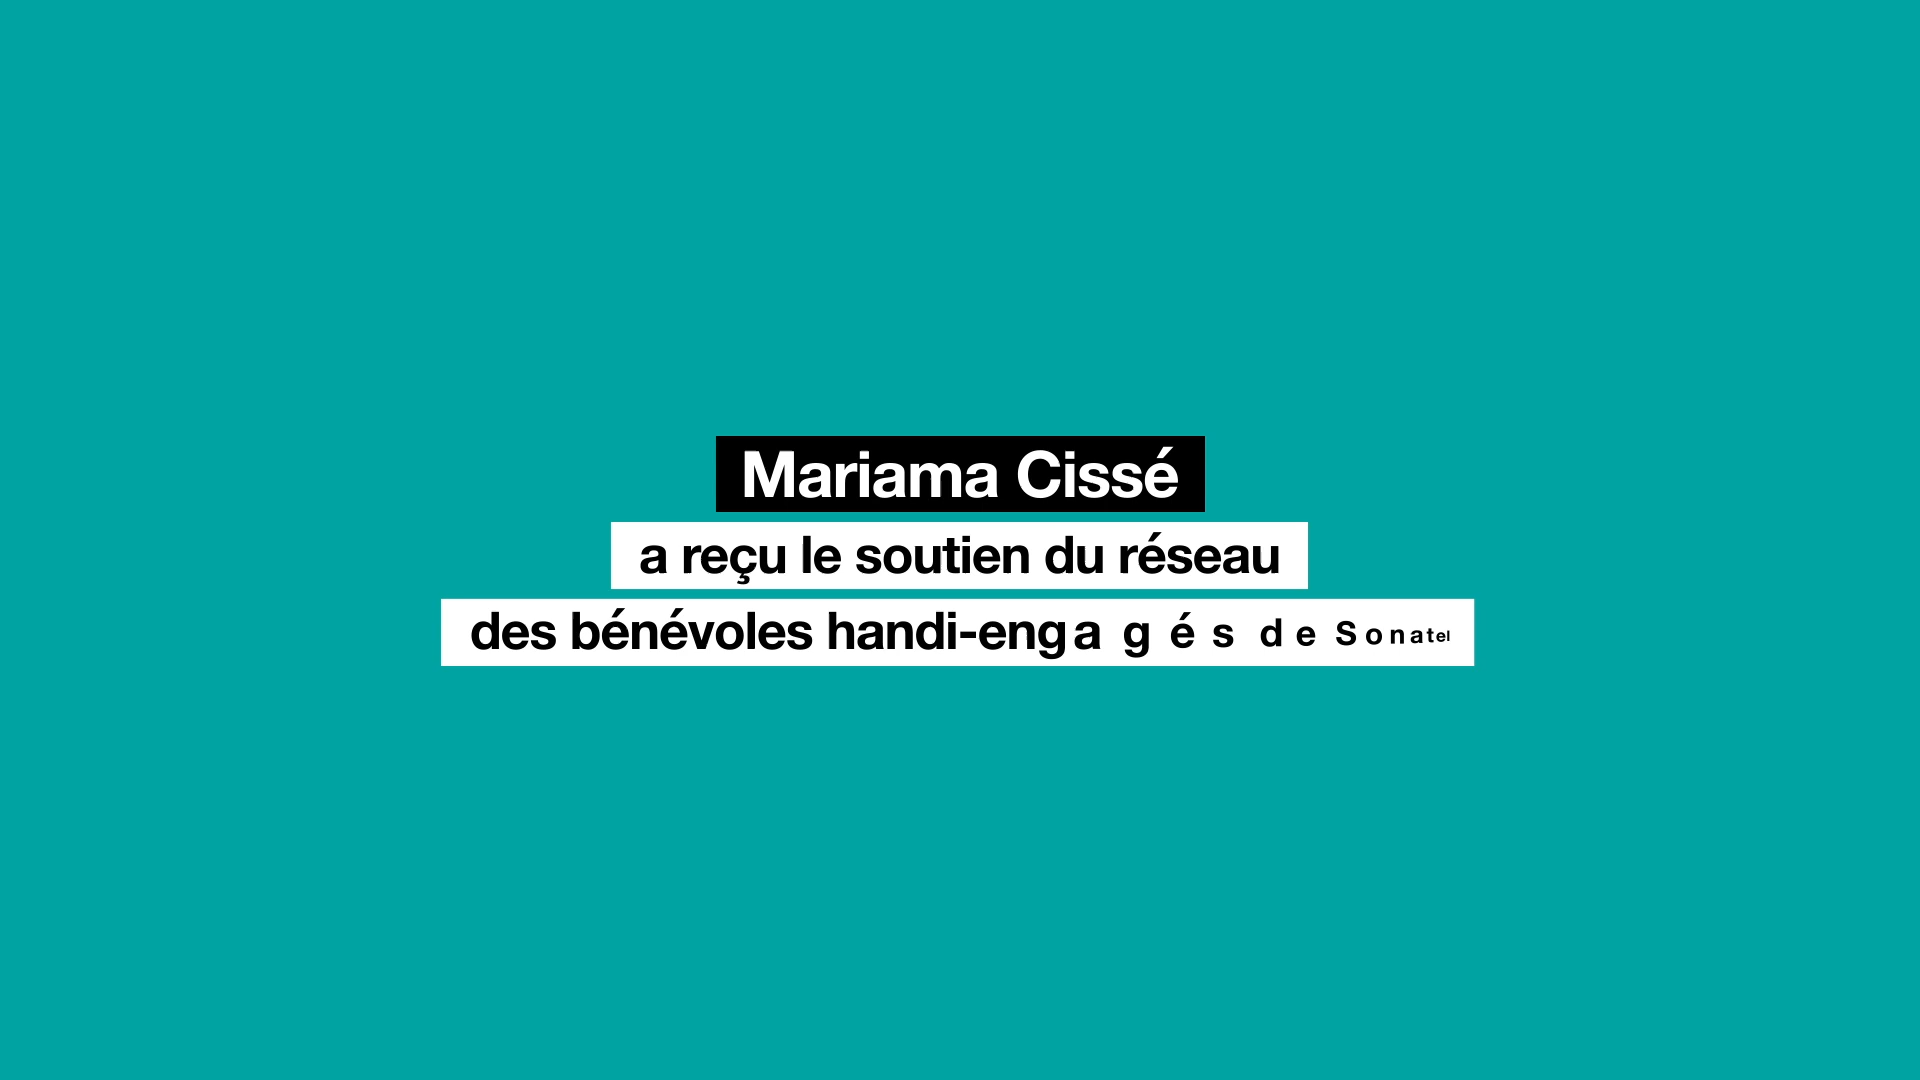 Mariama Cissé
a reçu le soutien du réseau
des bénévoles handi-engagés de Sonatel